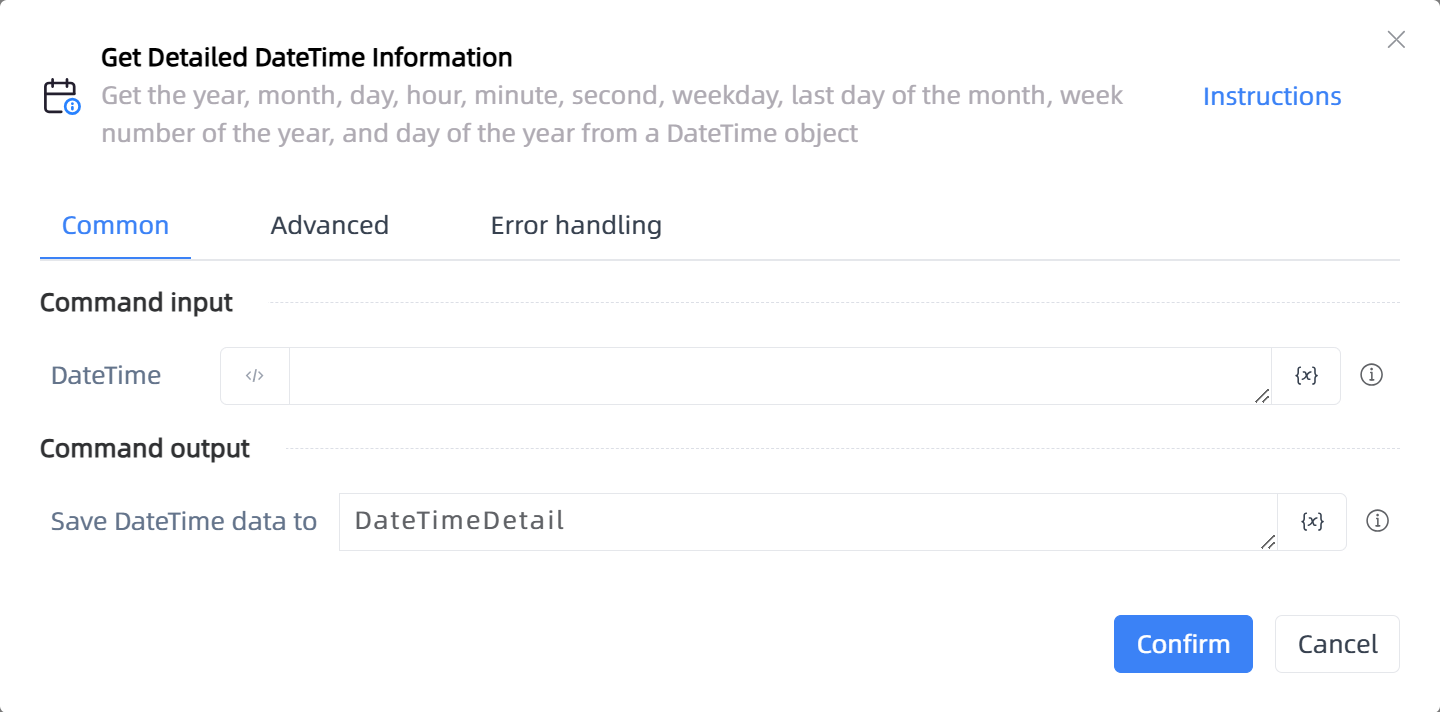 Get Detailed DateTime Information
Get the year, month, day, hour, minute, second, weekday, last day of the month, week
number of the year, and day of the year from a DateTime object
Instructions
Common
Advanced
Error handling
Command input
DateTime
</>
{x}
Command output
Save DateTime data to
DateTimeDetail
{x}
Confirm
Cancel